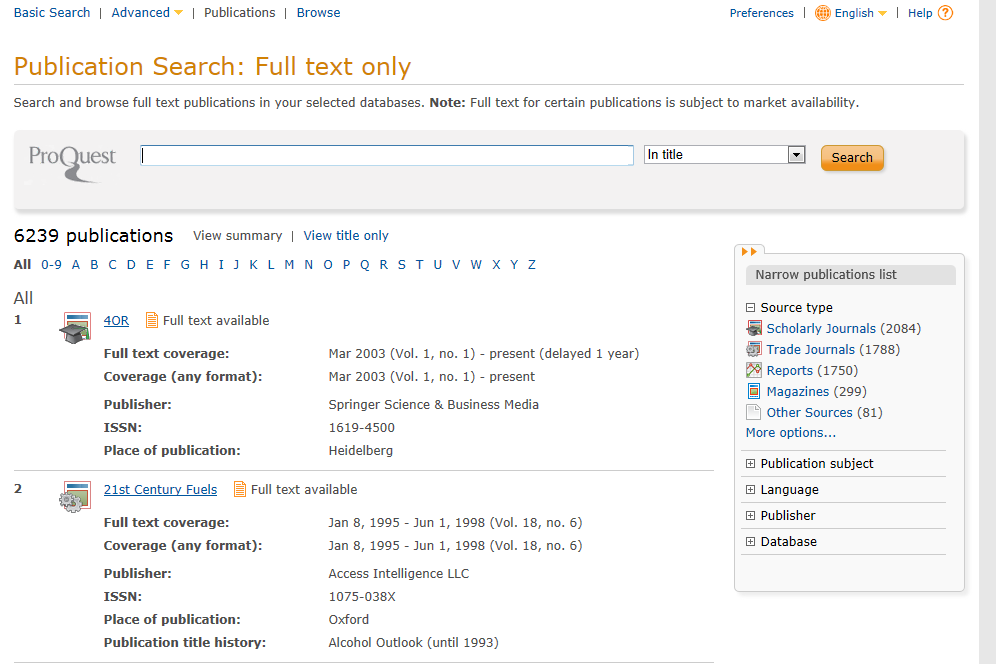 Basic Search | Advanced | Publications | Browse
Preferences | English | Help ?
Publication Search: Full text only
Search and browse full text publications in your selected databases. Note: Full text for certain publications is subject to market availability.
ProQuest
In title
Search
6239 publications View summary | View title only
All 0-9 A B C D E F G H I J K L M N O P Q R S T U V W X Y Z
All
1 4OR Full text available
Full text coverage: Mar 2003 (Vol. 1, no. 1) - present (delayed 1 year)
Coverage (any format): Mar 2003 (Vol. 1, no. 1) - present
Publisher: Springer Science & Business Media
ISSN: 1619-4500
Place of publication: Heidelberg
2 21st Century Fuels Full text available
Full text coverage: Jan 8, 1995 - Jun 1, 1998 (Vol. 18, no. 6)
Coverage (any format): Jan 8, 1995 - Jun 1, 1998 (Vol. 18, no. 6)
Publisher: Access Intelligence LLC
ISSN: 1075-038X
Place of publication: Oxford
Publication title history: Alcohol Outlook (until 1993)
Narrow publications list
Source type
Scholarly Journals (2084)
Trade Journals (1788)
Reports (1750)
Magazines (299)
Other Sources (81)
More options...
Publication subject
Language
Publisher
Database